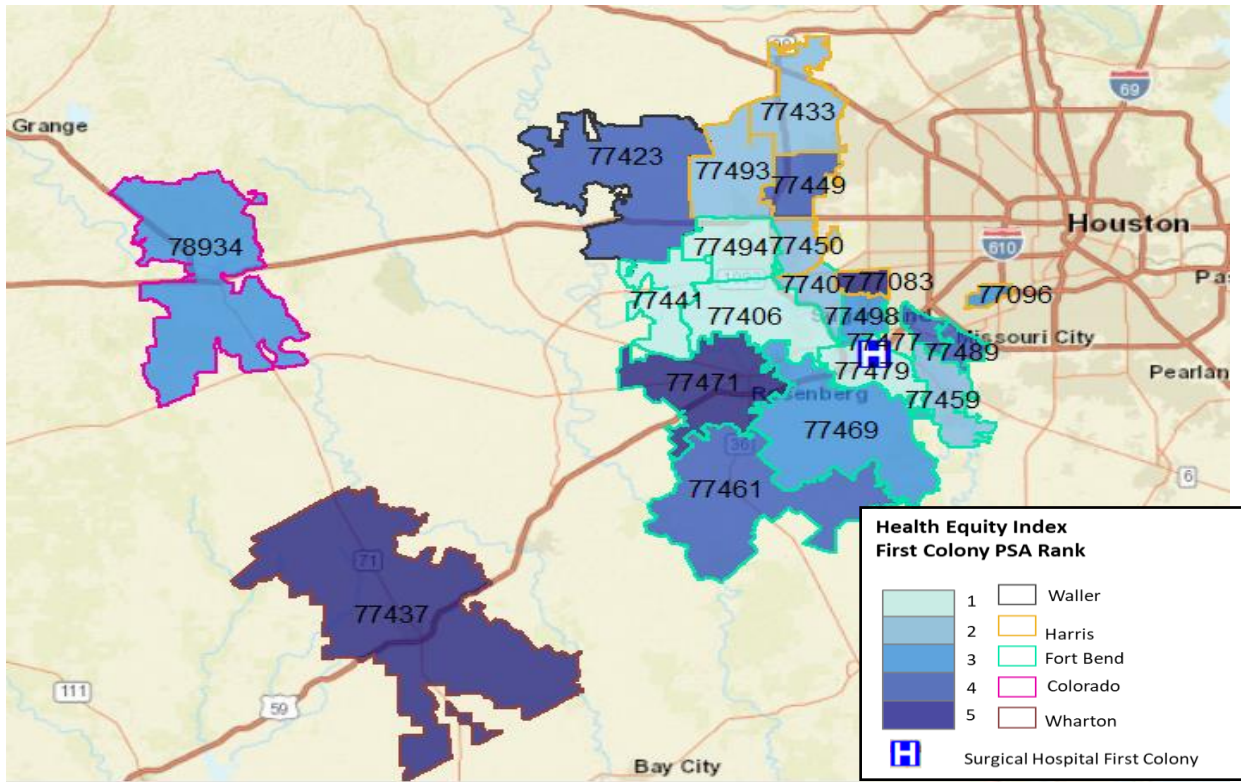 Grange
77433
69
77423
77493
77449
Houston
78934
77494
77450
610
77083
77096
77441
77406
77498
Missouri City
77477
77489
77479
Pearlan
77471
Rosenberg
77459
77469
36
77461
6
71
77437
111
59
Bay City
Health Equity Index
First Colony PSA Rank
1 Waller
2 Harris
3 Fort Bend
4 Colorado
5 Wharton
H Surgical Hospital First Colony